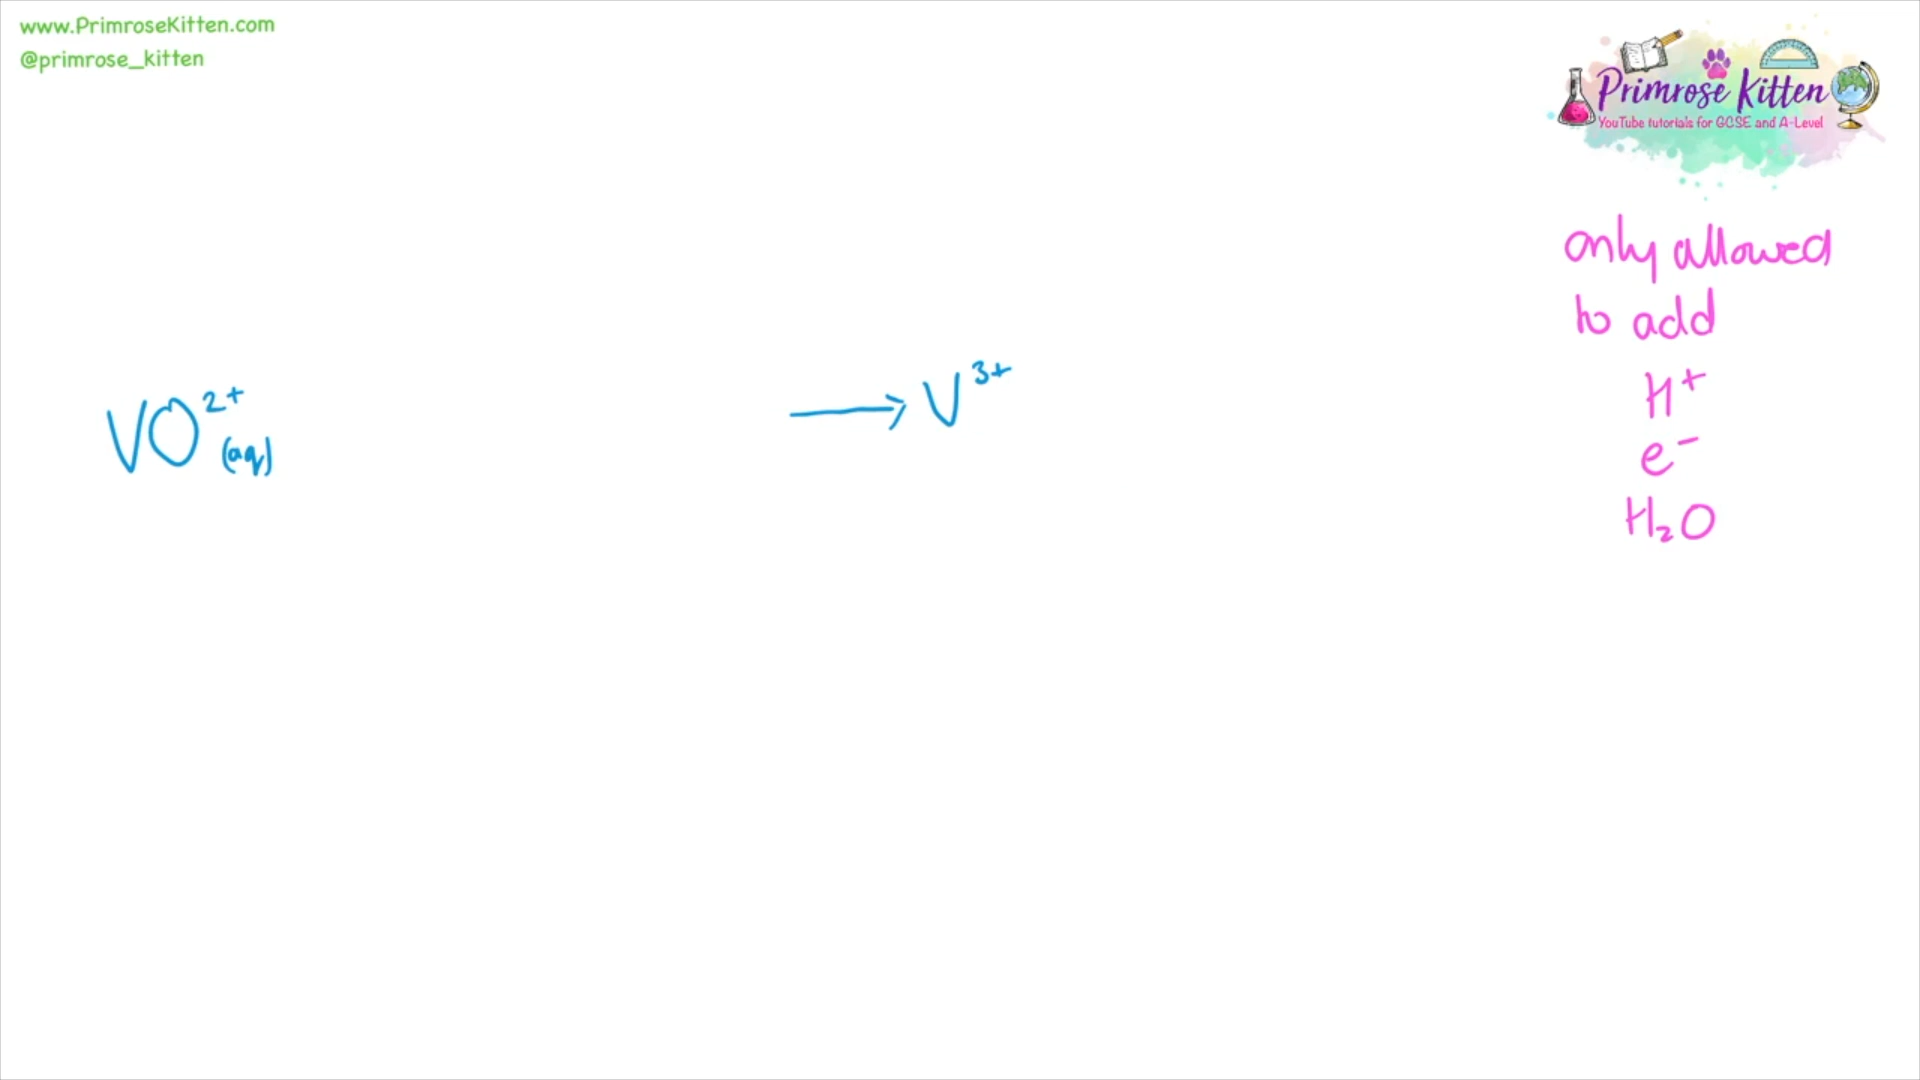 www.PrimroseKitten.com
@primrose_kitten
Primrose Kitten
YouTube tutorials for GCSE and A-Level
only allowed
to add
H⁺
e⁻
H₂O
VO²⁺(aq) → V³⁺